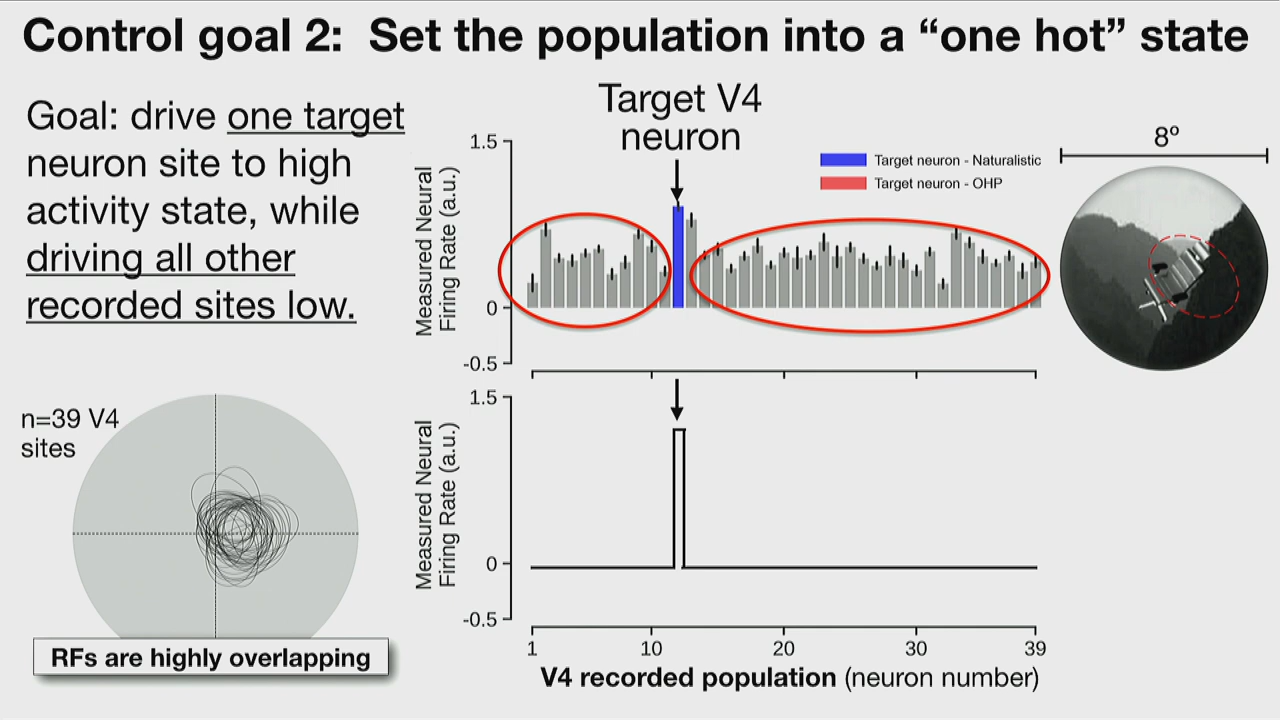 Control goal 2: Set the population into a “one hot” state
Goal: drive one target
neuron site to high
activity state, while
driving all other
recorded sites low.
n=39 V4
sites
RFs are highly overlapping
Target V4
neuron
Measured Neural
Firing Rate (a.u.)
1.5
0
-0.5
Target neuron - Naturalistic
Target neuron - OHP
8º
Measured Neural
Firing Rate (a.u.)
1.5
0
-0.5
1 10 20 30 39
V4 recorded population (neuron number)